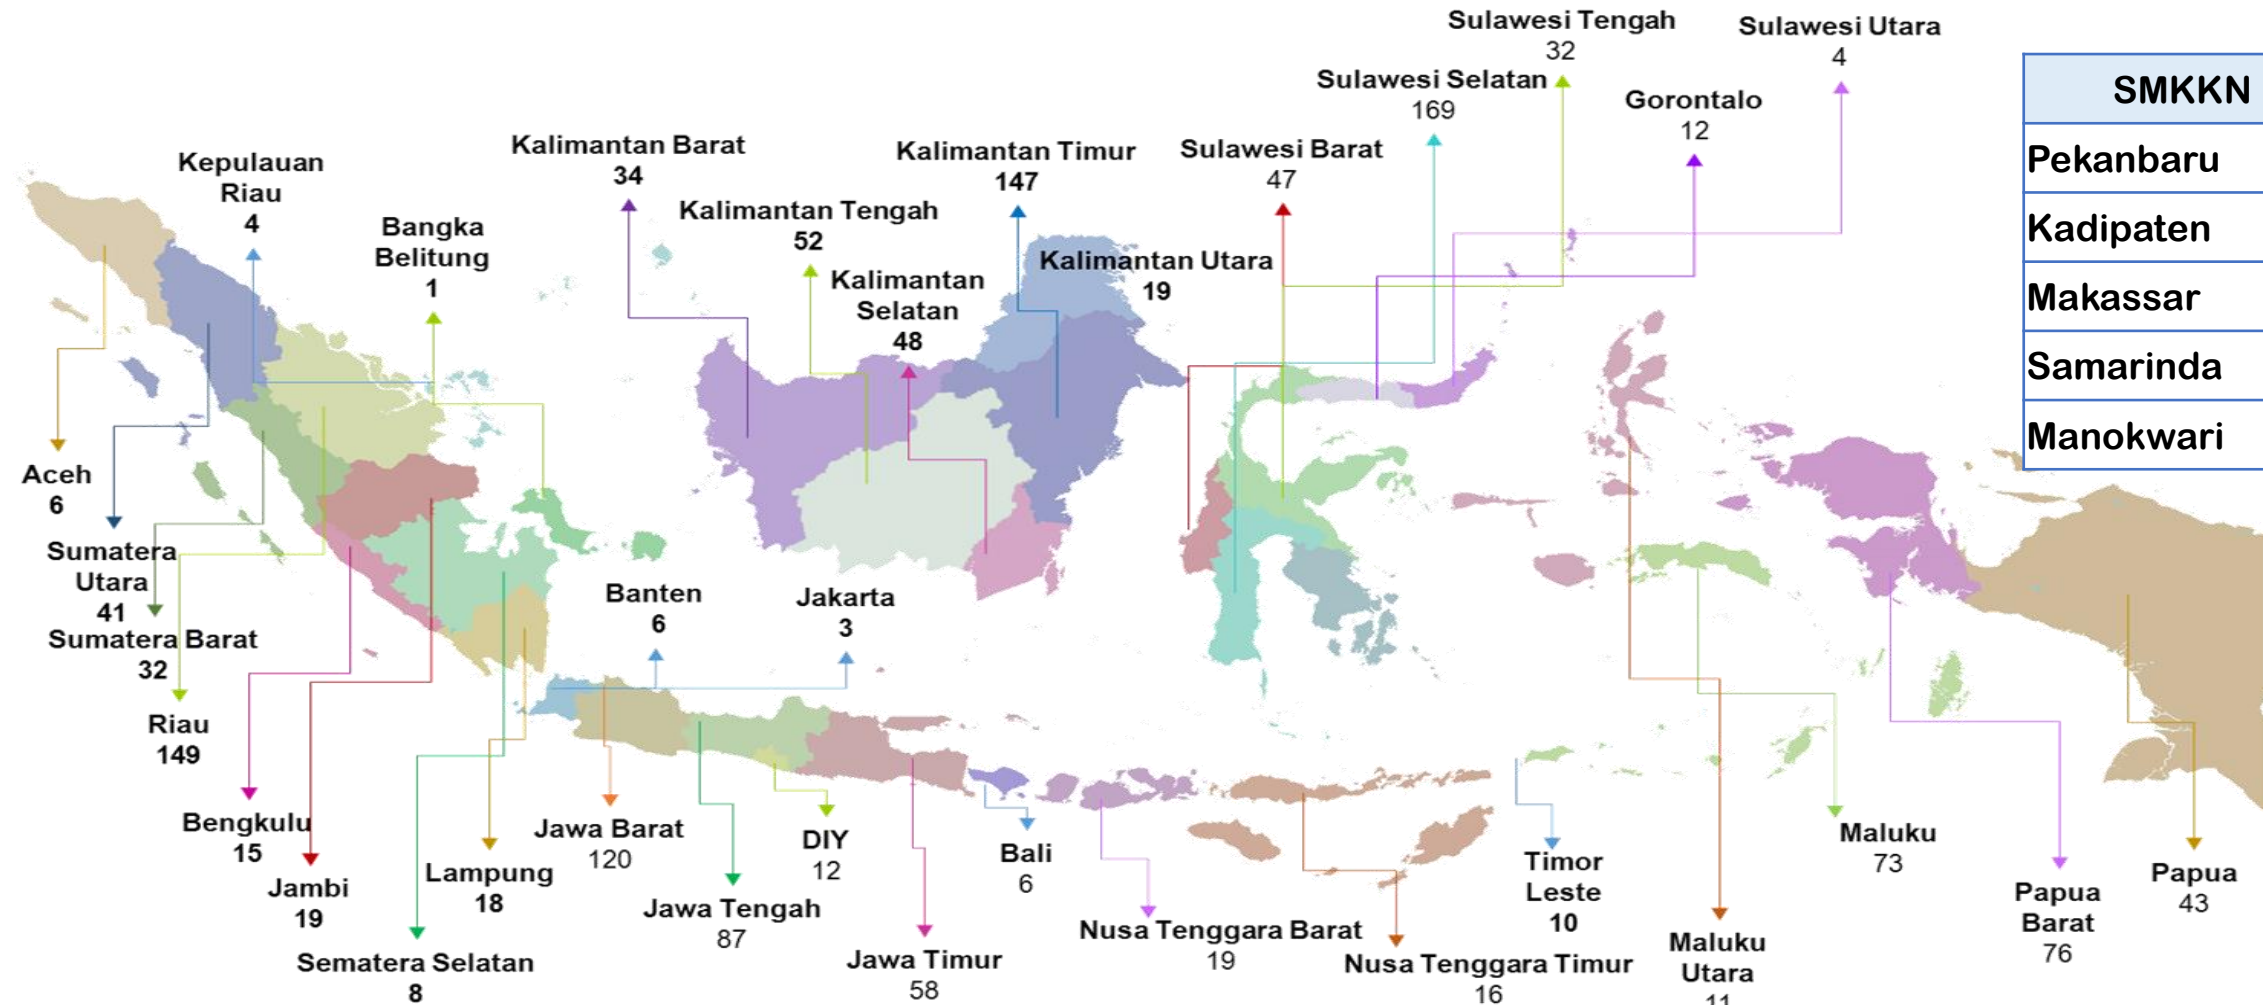 Sulawesi Tengah
32
Sulawesi Utara
4
Sulawesi Selatan
169
Gorontalo
12
SMKKN
Pekanbaru
Kadipaten
Makassar
Samarinda
Manokwari
Kepulauan
Riau
4
Bangka
Belitung
1
Kalimantan Barat
34
Kalimantan Tengah
52
Kalimantan
Selatan
48
Kalimantan Timur
147
Kalimantan Utara
19
Sulawesi Barat
47
Aceh
6
Sumatera
Utara
41
Sumatera Barat
32
Riau
149
Bengkulu
15
Jambi
19
Sematera Selatan
8
Lampung
18
Banten
6
Jakarta
3
Jawa Barat
120
Jawa Tengah
87
DIY
12
Jawa Timur
58
Bali
6
Nusa Tenggara Barat
19
Nusa Tenggara Timur
16
Timor
Leste
10
Maluku
Utara
11
Maluku
73
Papua
Barat
76
Papua
43